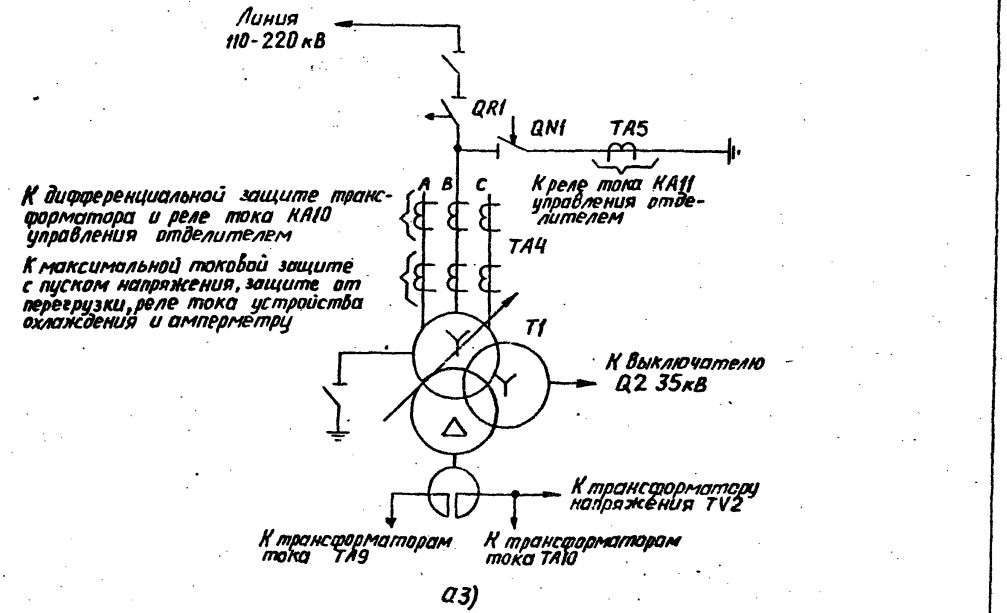 Линия
110-220 кВ
QR1
QN1
TA5
К реле тока КА11
управления отде-
лителем
А В С
К дифференциальной защите транс-
форматора и реле тока КА10
управления отделителем
TA4
К максимальной токовой защите
с пуском напряжения, защите от
перегрузки, реле тока устройства
охлаждения и амперметру
T1
К выключателю
Q2 35кВ
К трансформатору
напряжения TV2
К трансформаторам
тока TA9
К трансформаторам
тока TA10
а3)